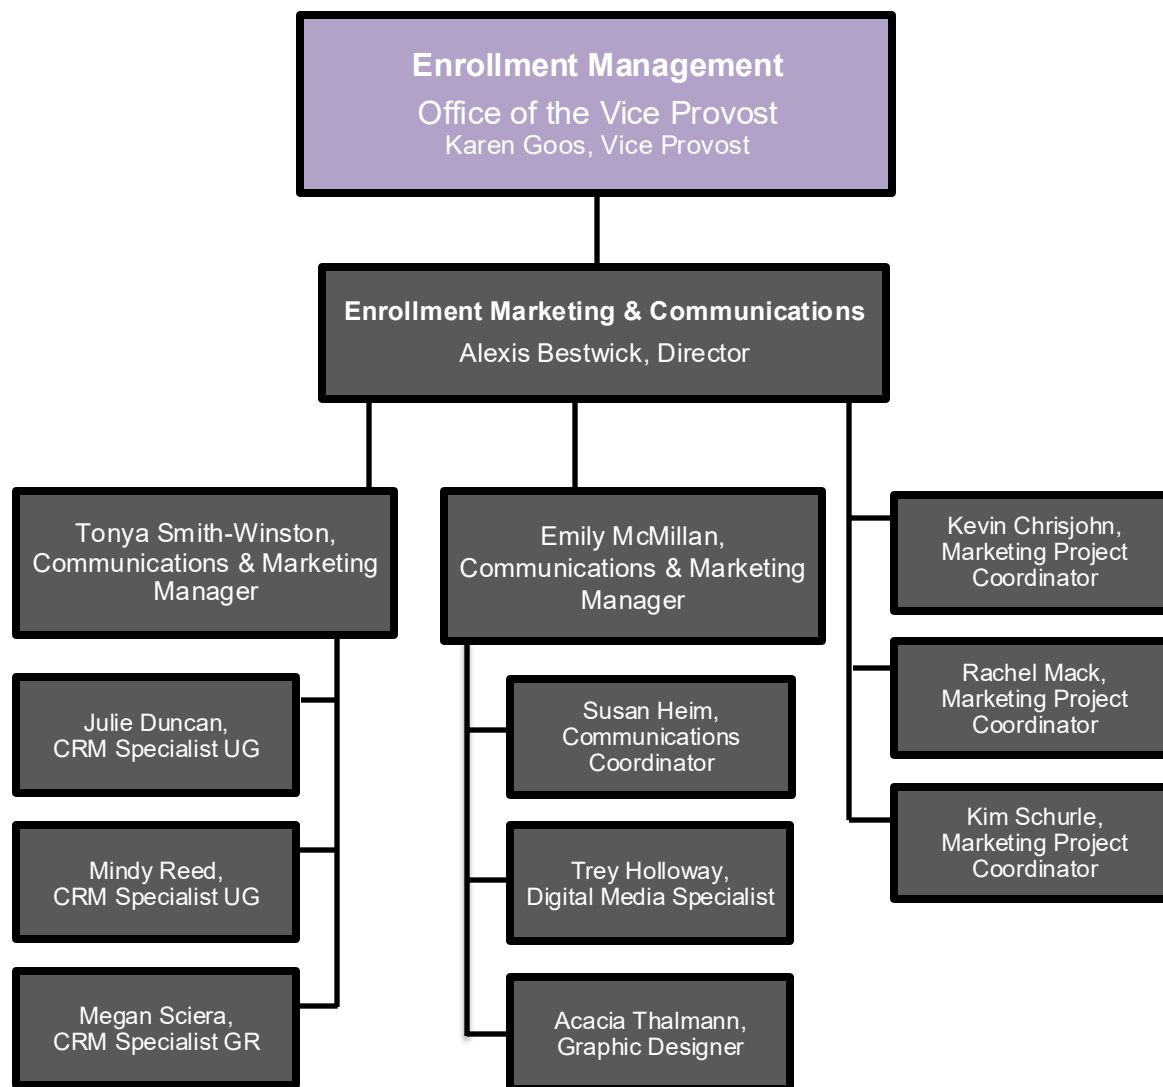 Enrollment Management
Office of the Vice Provost
Karen Goos, Vice Provost
Enrollment Marketing & Communications
Alexis Bestwick, Director
Tonya Smith-Winston,
Communications & Marketing
Manager
Julie Duncan,
CRM Specialist UG
Mindy Reed,
CRM Specialist UG
Megan Sciera,
CRM Specialist GR
Emily McMillan,
Communications & Marketing
Manager
Susan Heim,
Communications
Coordinator
Trey Holloway,
Digital Media Specialist
Acacia Thalmann,
Graphic Designer
Kevin Chrisjohn,
Marketing Project
Coordinator
Rachel Mack,
Marketing Project
Coordinator
Kim Schurle,
Marketing Project
Coordinator